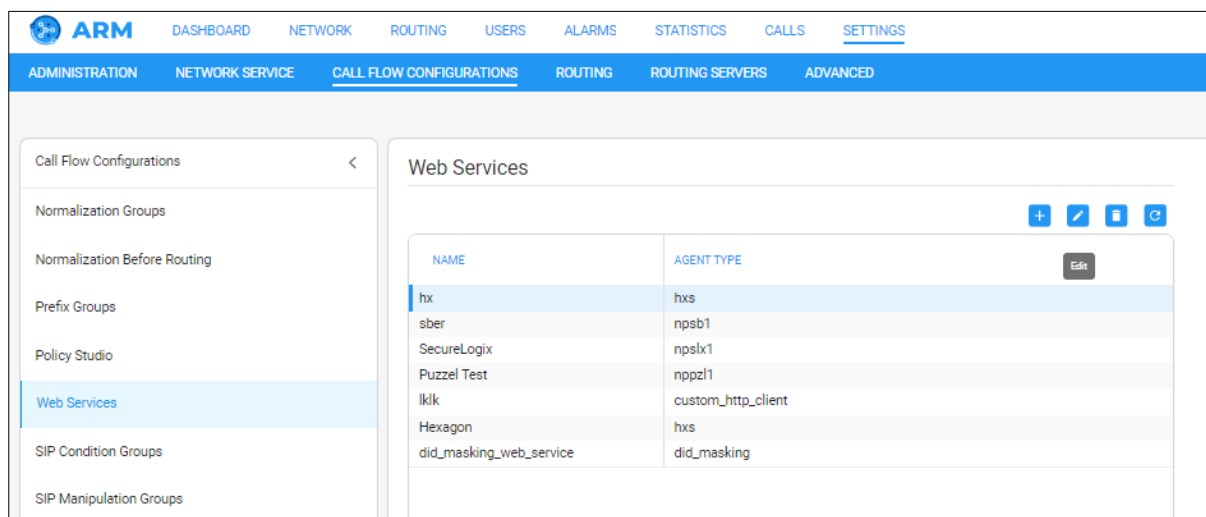 ARM DASHBOARD NETWORK ROUTING USERS ALARMS STATISTICS CALLS SETTINGS
ADMINISTRATION NETWORK SERVICE CALL FLOW CONFIGURATIONS ROUTING ROUTING SERVERS ADVANCED
Call Flow Configurations
Normalization Groups
Normalization Before Routing
Prefix Groups
Policy Studio
Web Services
SIP Condition Groups
SIP Manipulation Groups
Web Services
NAME AGENT TYPE
Edit
hx hxs
sber npsb1
SecureLogix npslx1
Puzzel Test nppzl1
lklk custom_http_client
Hexagon hxs
did_masking_web_service did_masking